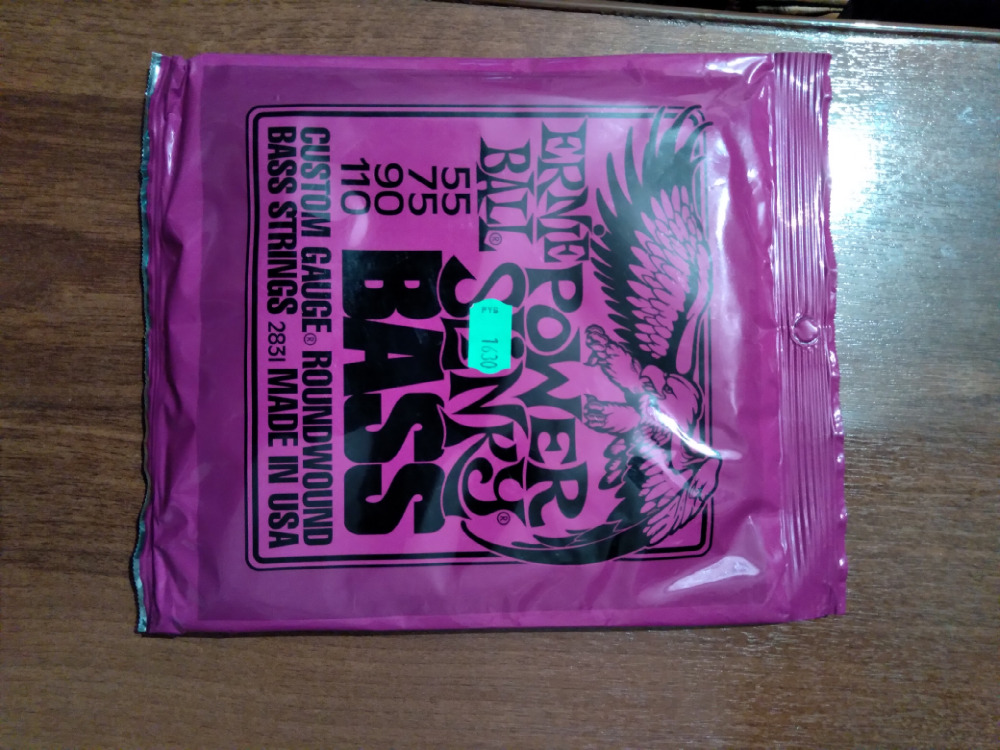 ERNIE
BALL®
POWER
SLINKY®
55
75
90
110
BASS
CUSTOM GAUGE® ROUNDWOUND
BASS STRINGS 2831 MADE IN USA
1630